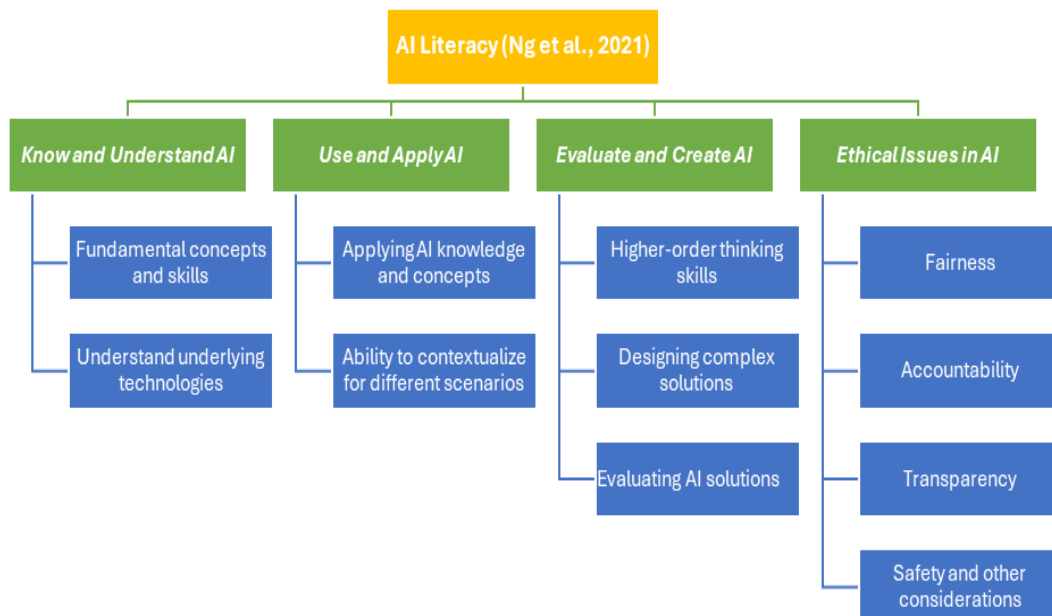 AI Literacy (Ng et al., 2021)
Know and Understand AI
Fundamental concepts
and skills
Understand underlying
technologies
Use and Apply AI
Applying AI knowledge
and concepts
Ability to contextualize
for different scenarios
Evaluate and Create AI
Higher-order thinking
skills
Designing complex
solutions
Evaluating AI solutions
Ethical Issues in AI
Fairness
Accountability
Transparency
Safety and other
considerations